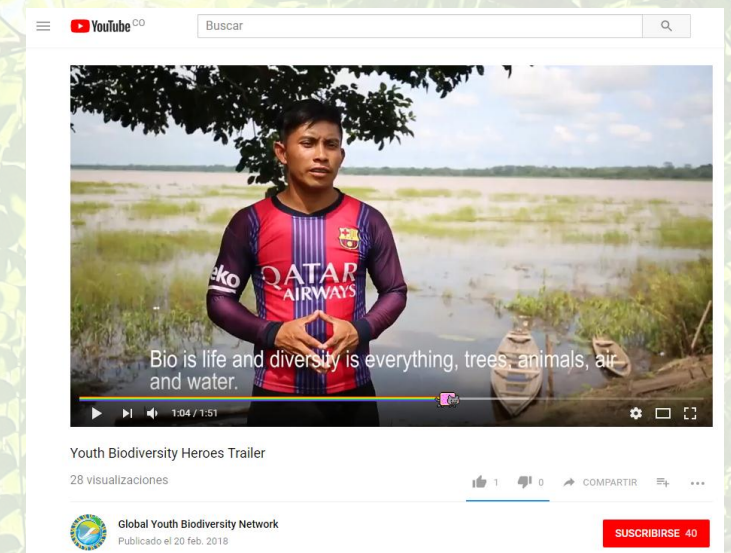 YouTube CO
Buscar
eko
QATAR
AIRWAYS
Bio is life and diversity is everything, trees, animals, air
and water.
1:04 / 1:51
Youth Biodiversity Heroes Trailer
28 visualizaciones
1 0 COMPARTIR
Global Youth Biodiversity Network
Publicado el 20 feb. 2018
SUSCRIBIRSE 40